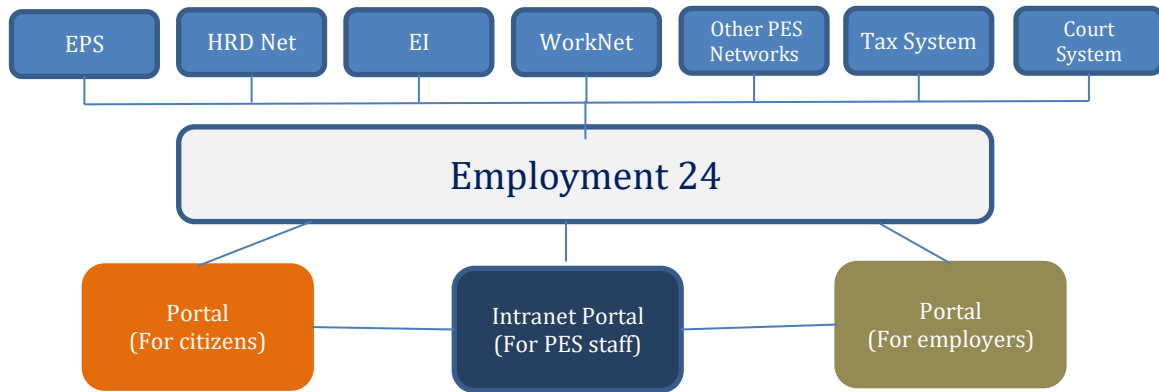 EPS
HRD Net
EI
WorkNet
Other PES
Networks
Tax System
Court
System
Employment 24
Portal
(For citizens)
Intranet Portal
(For PES staff)
Portal
(For employers)